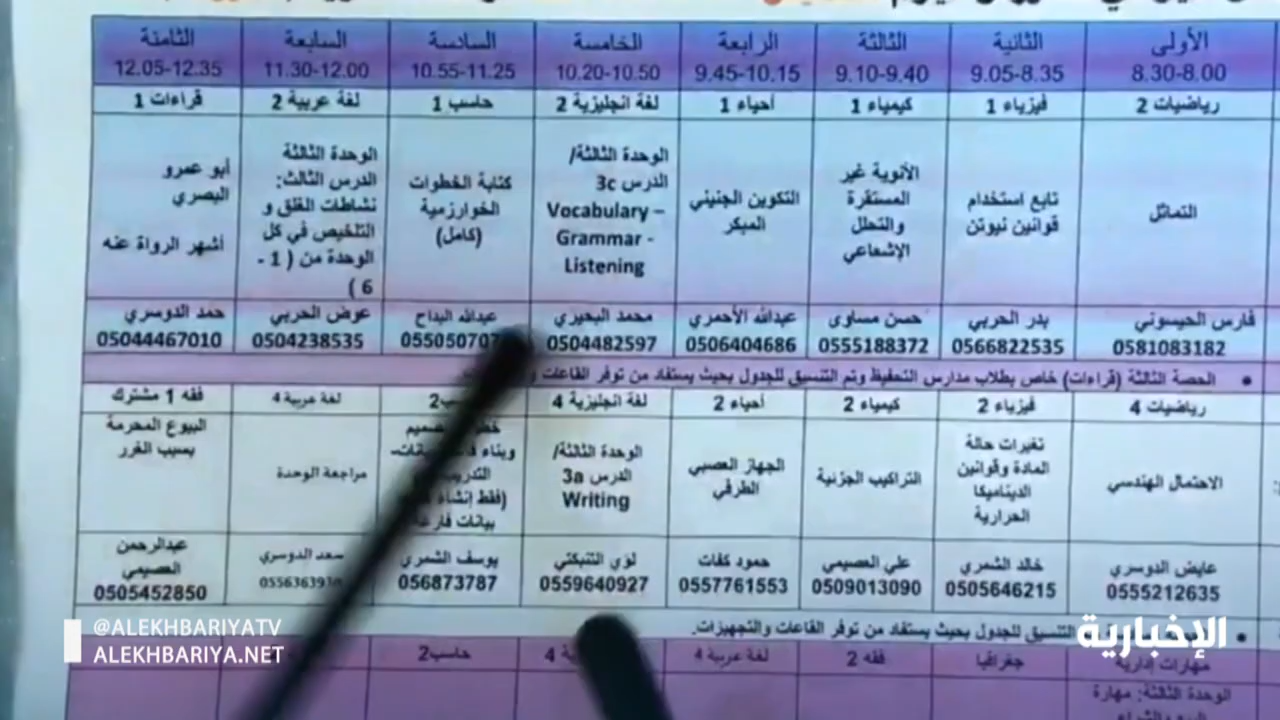 الأولى الثانية الثالثة الرابعة الخامسة السادسة السابعة الثامنة
8.30-8.00 9.05-8.35 9.10-9.40 9.45-10.15 10.20-10.50 10.55-11.25 11.30-12.00 12.05-12.35
رياضيات 2 فيزياء 1 كيمياء 1 أحياء 1 لغة انجليزية 2 حاسب 1 لغة عربية 2 قراءات 1
التماثل
تابع استخدام
قوانين نيوتن
الأنوية غير
المستقرة
والتحلل
الإشعاعي
التكوين الجنيني
المبكر
الوحدة الثالثة/
الدرس 3c
Vocabulary –
Grammar -
Listening
كتابة الخطوات
الخوارزمية
(كامل)
الوحدة الثالثة
الدرس الثالث:
نشاطات الغلق و
التلخيص في كل
الوحدة من ( 1 -
6 )
أبو عمرو
البصري
أشهر الرواة عنه
فارس الحيسوني بدر الحربي حسن مساوى عبدالله الأحمري محمد البحيري عبدالله البداح عوض الحربي حمد الدوسري
0581083182 0566822535 0555188372 0506404686 0504482597 0504238535 05044467010
• الحصة الثالثة (قراءات) خاص بطلاب مدارس التحفيظ وتم التنسيق للجدول بحيث يستفاد من توفر القاعات
رياضيات 4 فيزياء 2 كيمياء 2 أحياء 2 لغة انجليزية 4 حاسب2 لغة عربية 4 فقه 1 مشترك
الاحتمال الهندسي
تغيرات حالة
المادة وقوانين
الديناميكا
الحرارية
التراكيب الجزئية
الجهاز العصبي
الطرفي
الوحدة الثالثة/
الدرس 3a
Writing
وبناء
(فقط إنشاء
بيانات
مراجعة الوحدة
البيوع المحرمة
بسبب الغرر
عايض الدوسري خالد الشمري علي العصيمي حمود كفات لؤي التنبكتي يوسف الشمري سعد الدوسري عبدالرحمن
العصيمي
0555212635 0505646215 0509013090 0557761553 0559640927 056873787 0505452850
• التنسيق للجدول بحيث يستفاد من توفر القاعات والتجهيزات.
مهارات إدارية جغرافيا فقه 2 لغة عربية 4 4 حاسب2
الوحدة الثالثة: مهارة
الإخبارية
@ALEKHBARIYATV
ALEKHBARIYA.NET